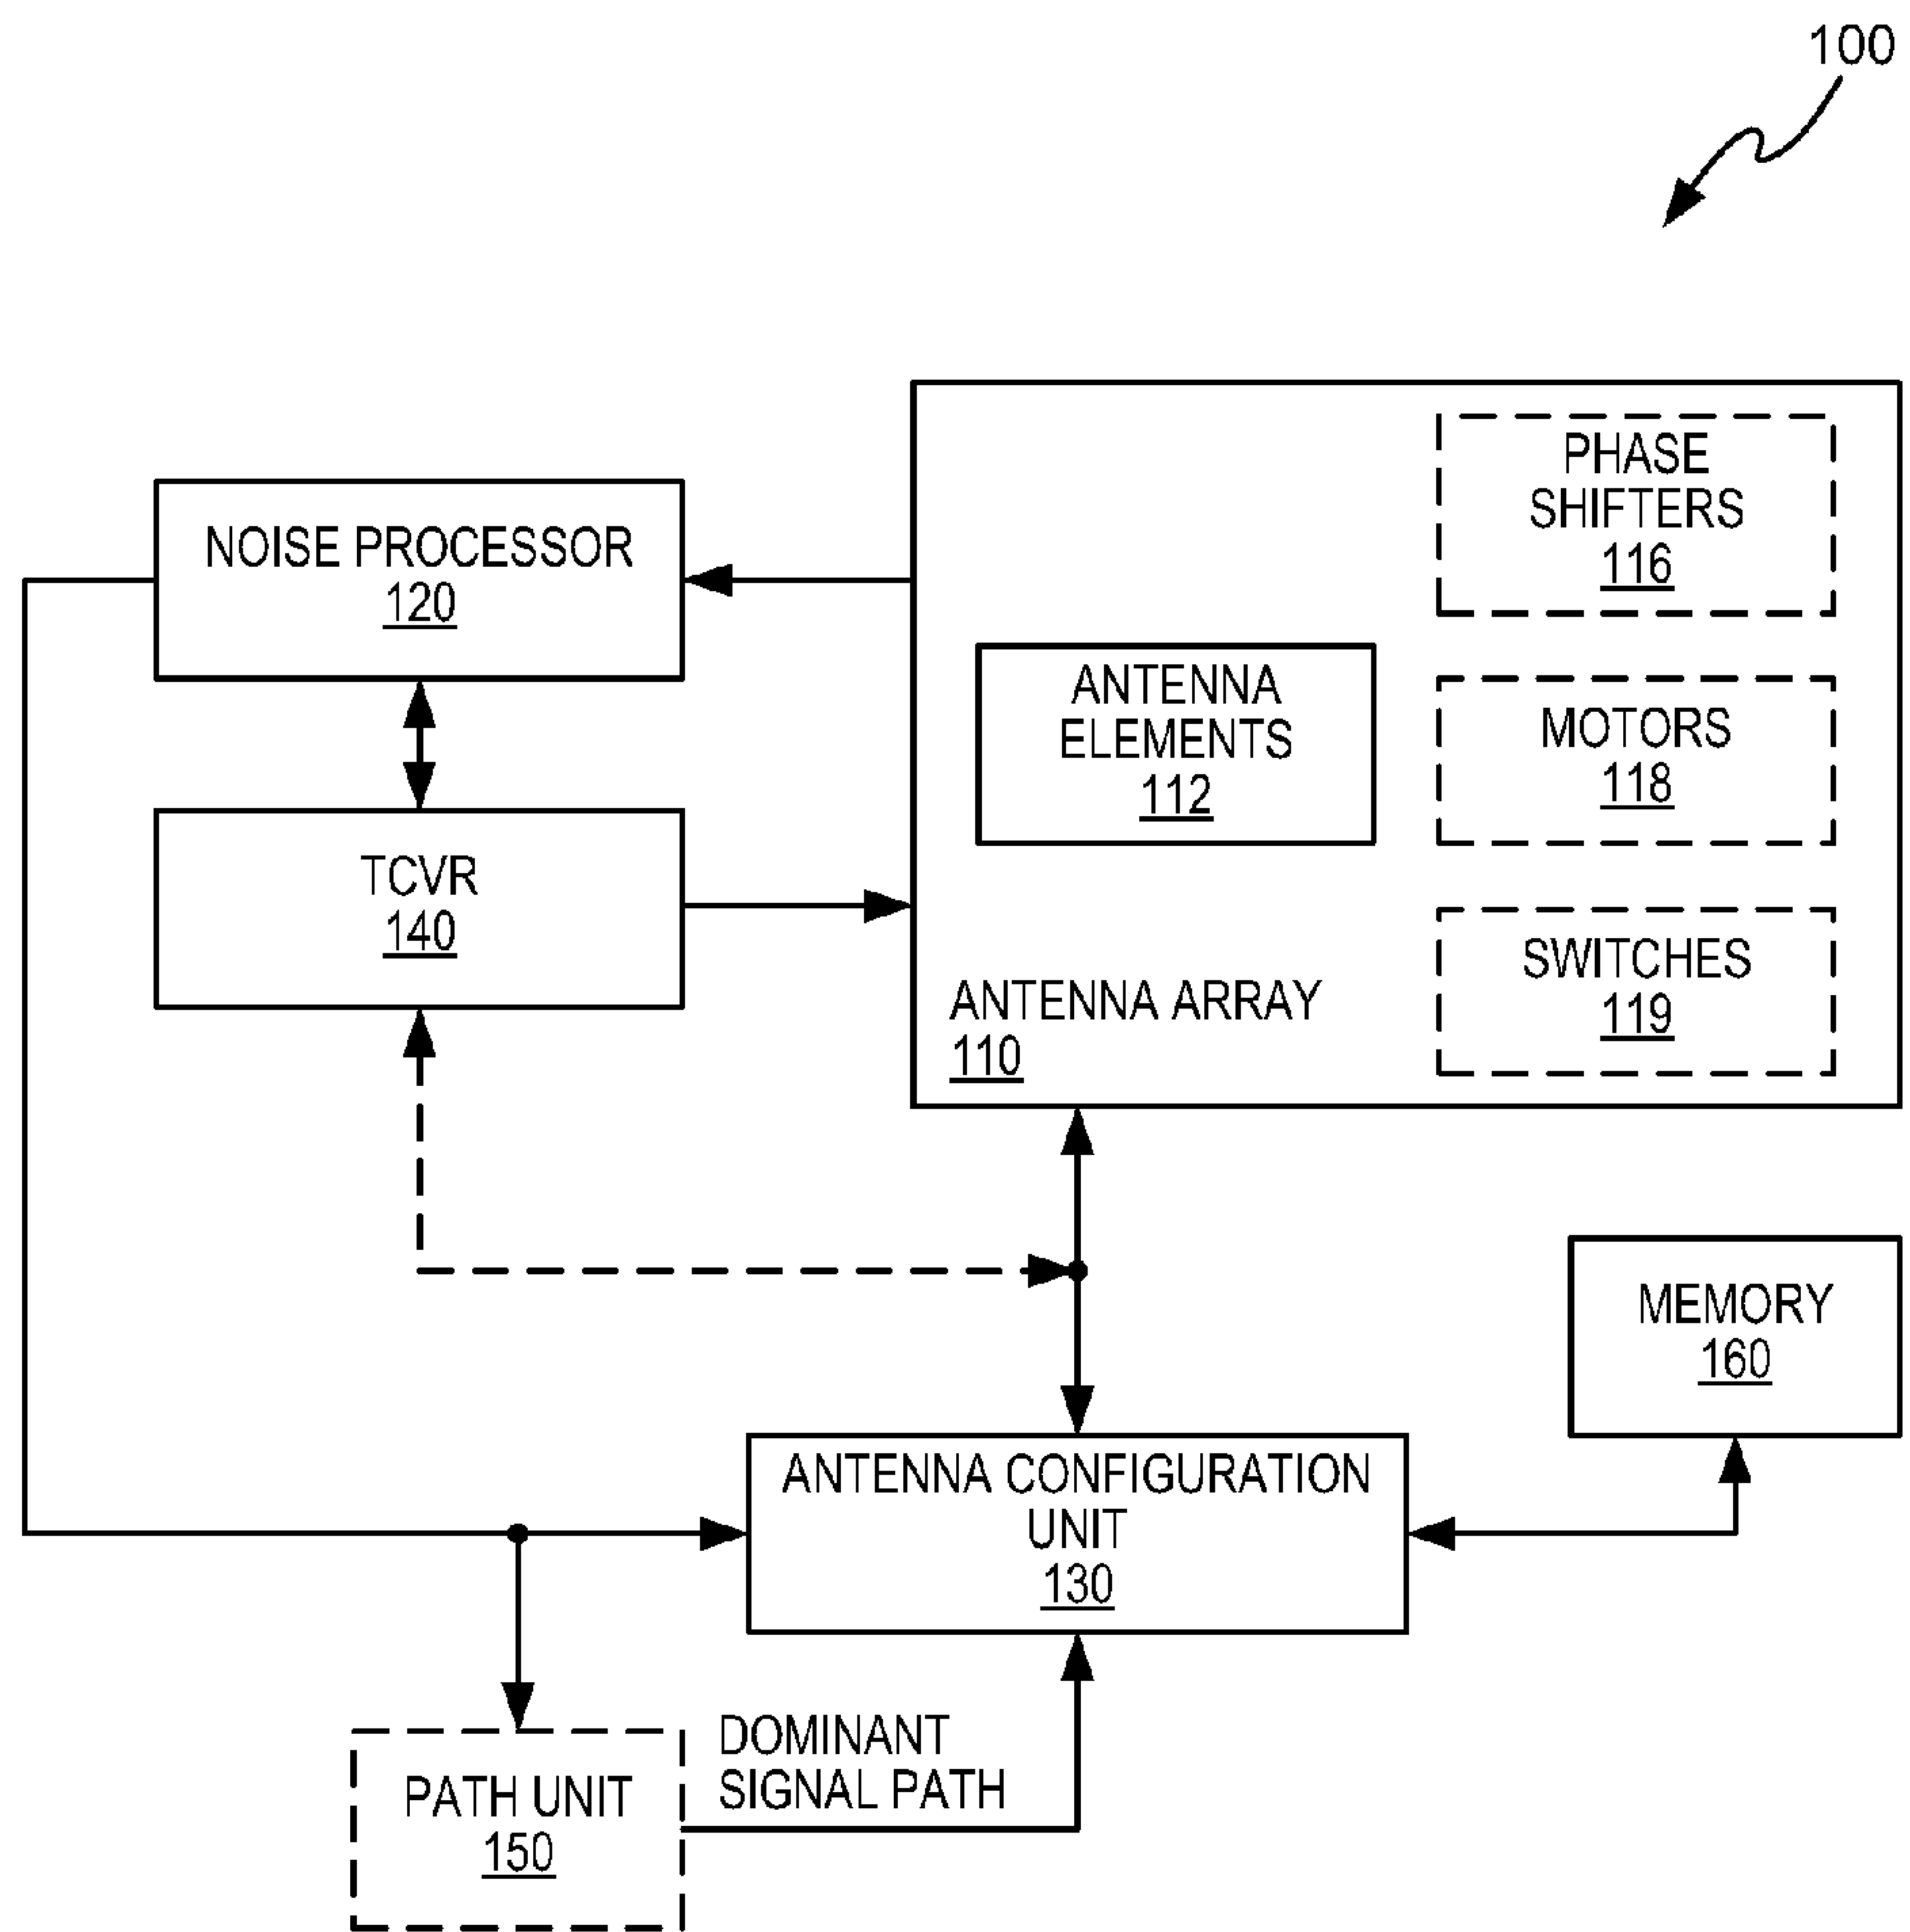 100
PHASE
SHIFTERS
116
NOISE PROCESSOR
120
ANTENNA
ELEMENTS
112
MOTORS
118
TCVR
140
SWITCHES
119
ANTENNA ARRAY
110
MEMORY
160
ANTENNA CONFIGURATION
UNIT
130
DOMINANT
SIGNAL PATH
PATH UNIT
150